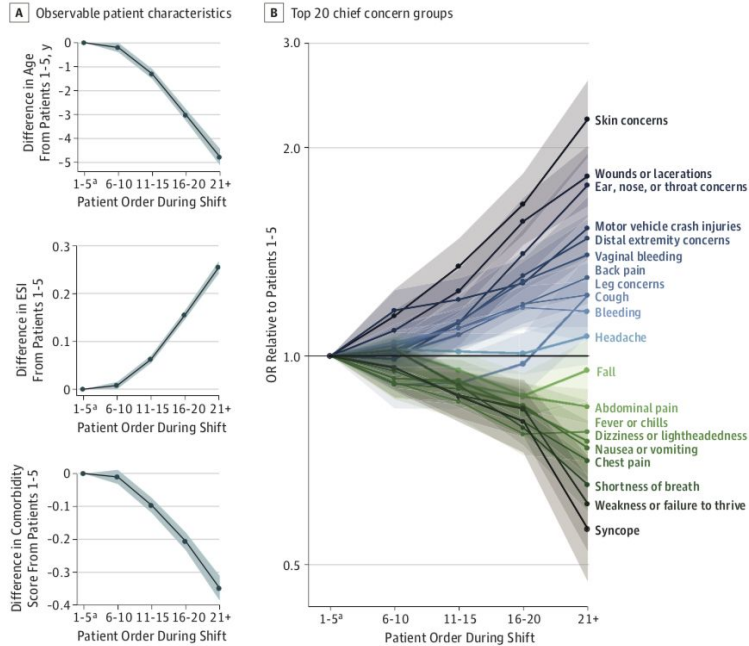 A Observable patient characteristics
Difference in Age
From Patients 1-5, y
0
-1
-2
-3
-4
-5
1-5a 6-10 11-15 16-20 21+
Patient Order During Shift
Difference in ESI
From Patients 1-5
0.3
0.2
0.1
0
1-5a 6-10 11-15 16-20 21+
Patient Order During Shift
Difference in Comorbidity
Score From Patients 1-5
0
-0.1
-0.2
-0.3
-0.4
1-5a 6-10 11-15 16-20 21+
Patient Order During Shift
B Top 20 chief concern groups
OR Relative to Patients 1-5
3.0
2.0
1.0
0.5
Skin concerns
Wounds or lacerations
Ear, nose, or throat concerns
Motor vehicle crash injuries
Distal extremity concerns
Vaginal bleeding
Back pain
Leg concerns
Cough
Bleeding
Headache
Fall
Abdominal pain
Fever or chills
Dizziness or lightheadedness
Nausea or vomiting
Chest pain
Shortness of breath
Weakness or failure to thrive
Syncope
1-5a 6-10 11-15 16-20 21+
Patient Order During Shift